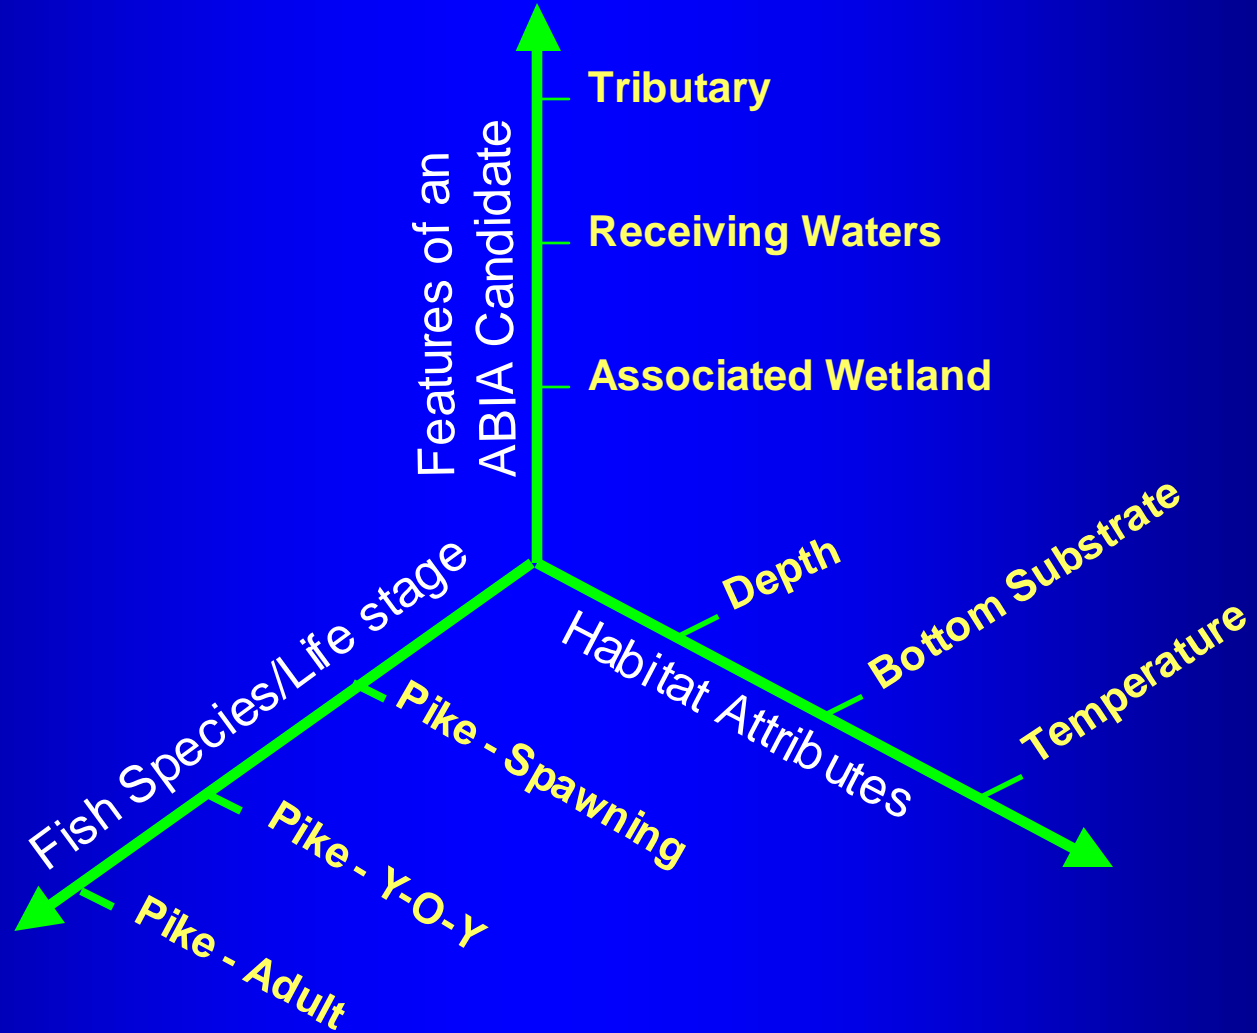 Tributary
Receiving Waters
Associated Wetland
Features of an
ABIA Candidate
Depth
Bottom Substrate
Temperature
Habitat Attributes
Fish Species/Life stage
Pike - Spawning
Pike - Y-O-Y
Pike - Adult